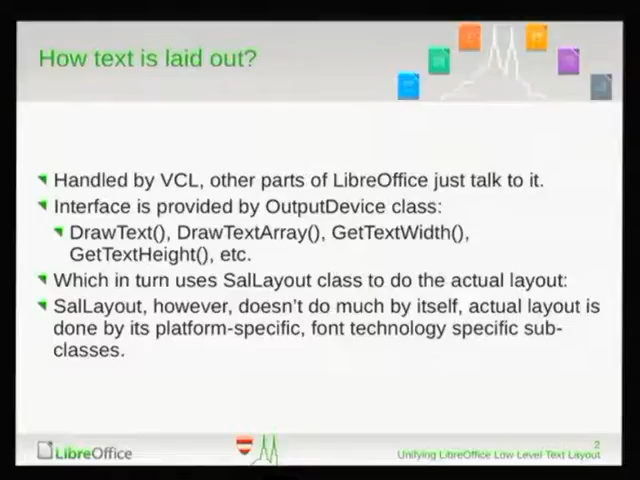 How text is laid out?
Handled by VCL, other parts of LibreOffice just talk to it.
Interface is provided by OutputDevice class:
DrawText(), DrawTextArray(), GetTextWidth(),
GetTextHeight(), etc.
Which in turn uses SalLayout class to do the actual layout:
SalLayout, however, doesn't do much by itself, actual layout is
done by its platform-specific, font technology specific sub-
classes.
2
LibreOffice
Unifying LibreOffice Low Level Text Layout